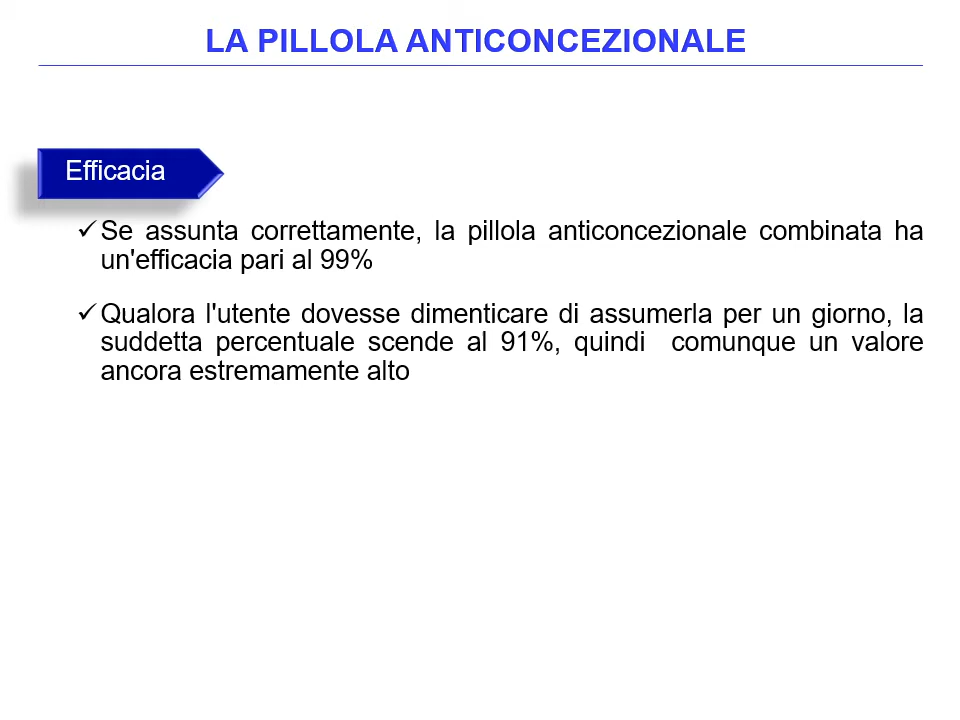 LA PILLOLA ANTICONCEZIONALE
Efficacia
✓Se assunta correttamente, la pillola anticoncezionale combinata ha
un'efficacia pari al 99%
✓Qualora l'utente dovesse dimenticare di assumerla per un giorno, la
suddetta percentuale scende al 91%, quindi  comunque un valore
ancora estremamente alto